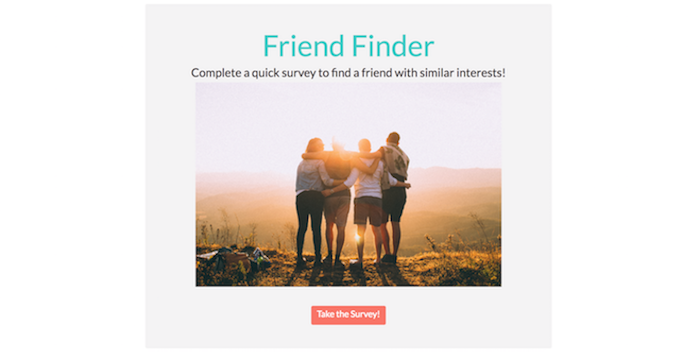 Friend Finder
Complete a quick survey to find a friend with similar interests!
Take the Survey!